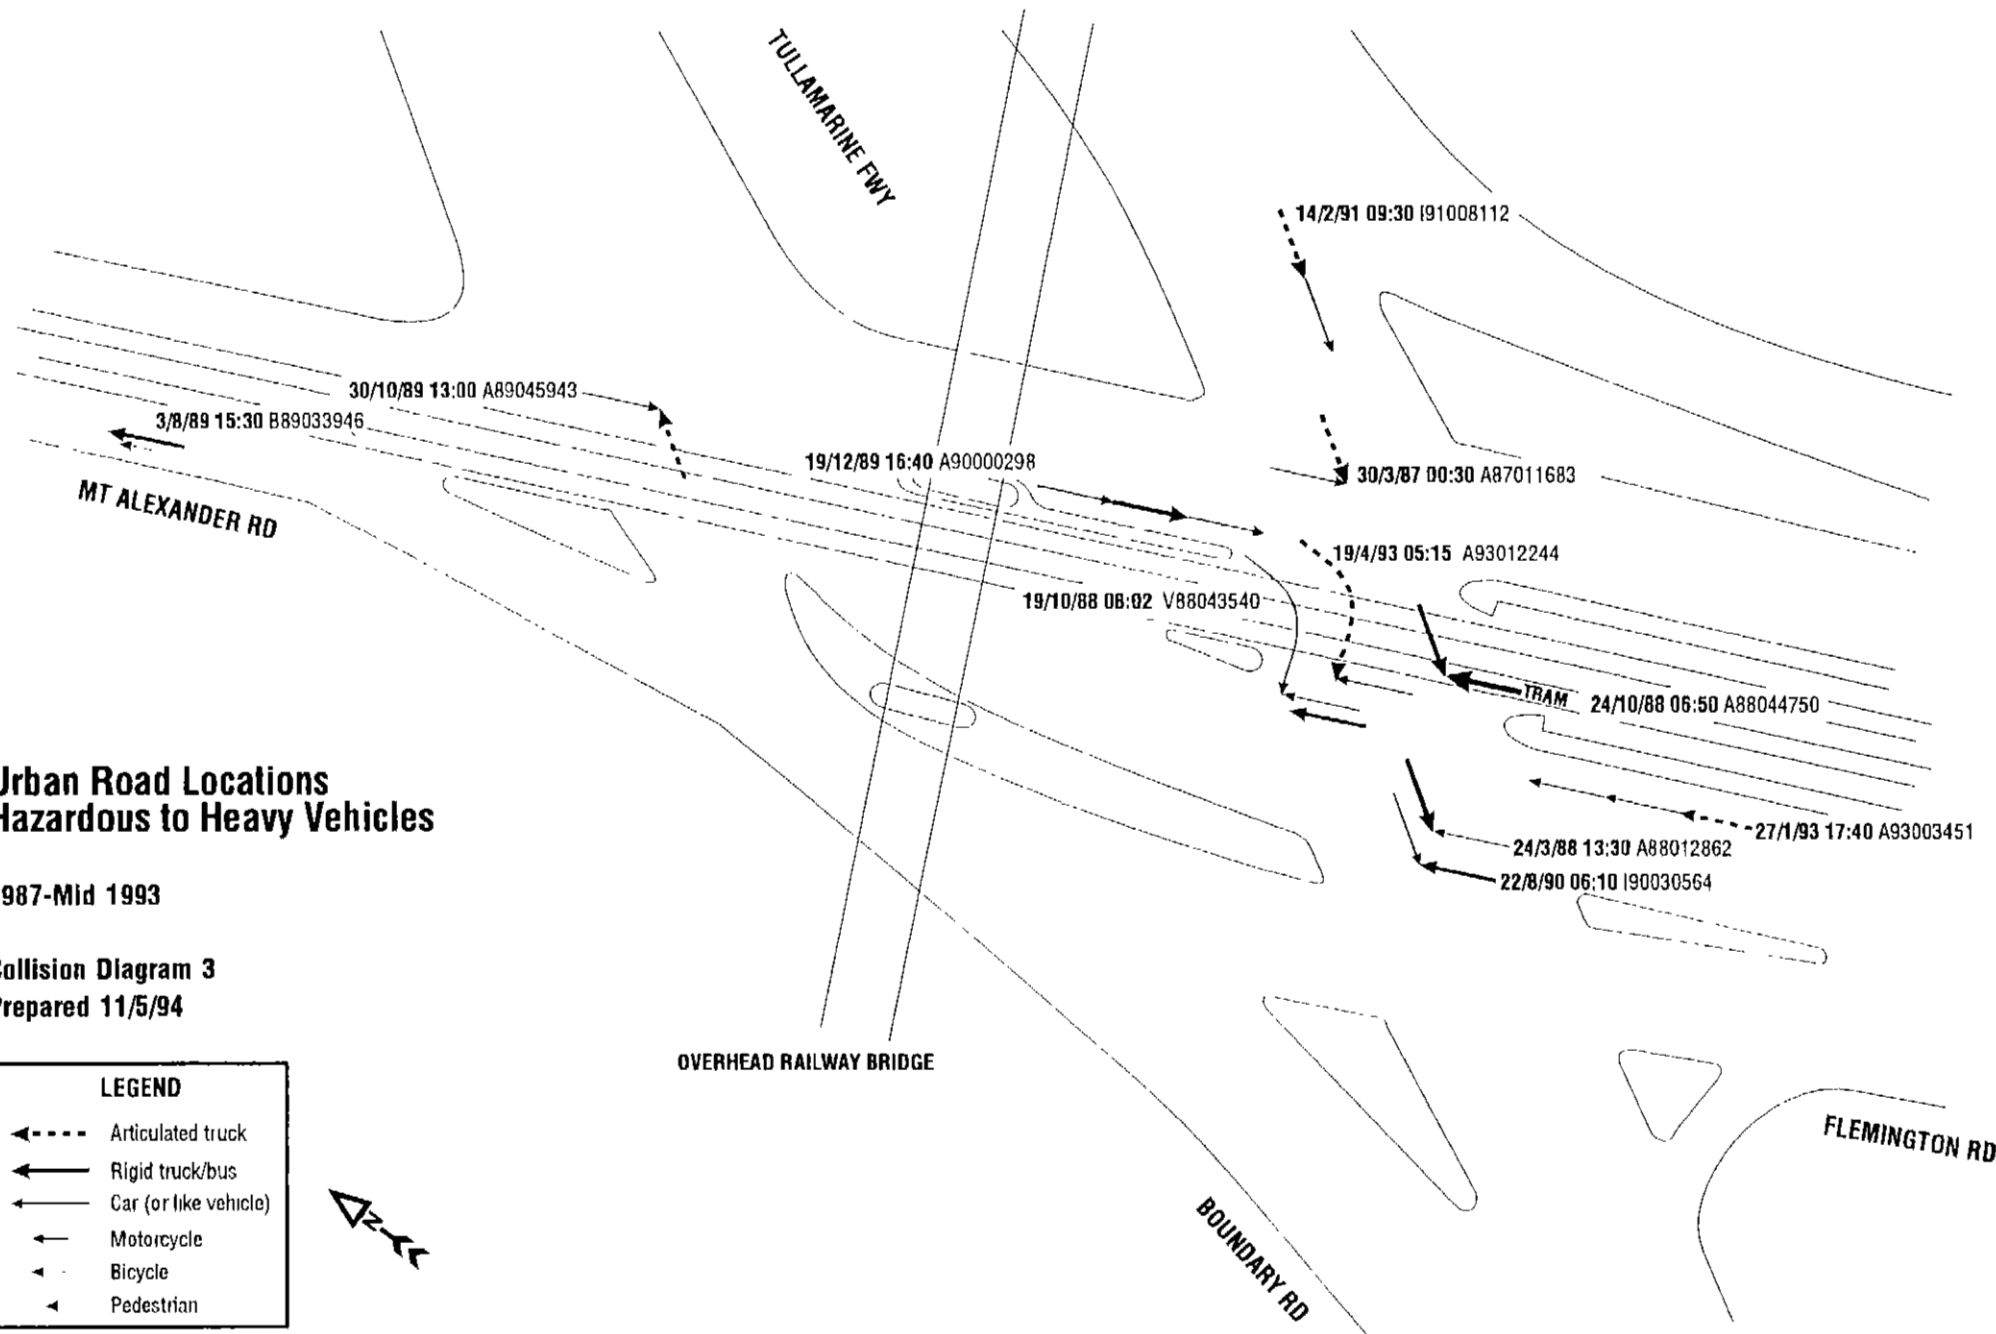 TULLAMARINE FWY
14/2/91 09:30 I91008112
30/10/89 13:00 A89045943
3/8/89 15:30 B89033946
19/12/89 16:40 A90000298
30/3/87 00:30 A87011683
MT ALEXANDER RD
19/4/93 05:15 A93012244
19/10/88 08:02 V88043540
TRAM
24/10/88 06:50 A88044750
27/1/93 17:40 A93003451
24/3/88 13:30 A88012862
22/8/90 06:10 I90030564
Urban Road Locations
Hazardous to Heavy Vehicles
987-Mid 1993
Collision Diagram 3
Prepared 11/5/94
OVERHEAD RAILWAY BRIDGE
FLEMINGTON RD
BOUNDARY RD
LEGEND
Articulated truck
Rigid truck/bus
Car (or like vehicle)
Motorcycle
Bicycle
Pedestrian
N